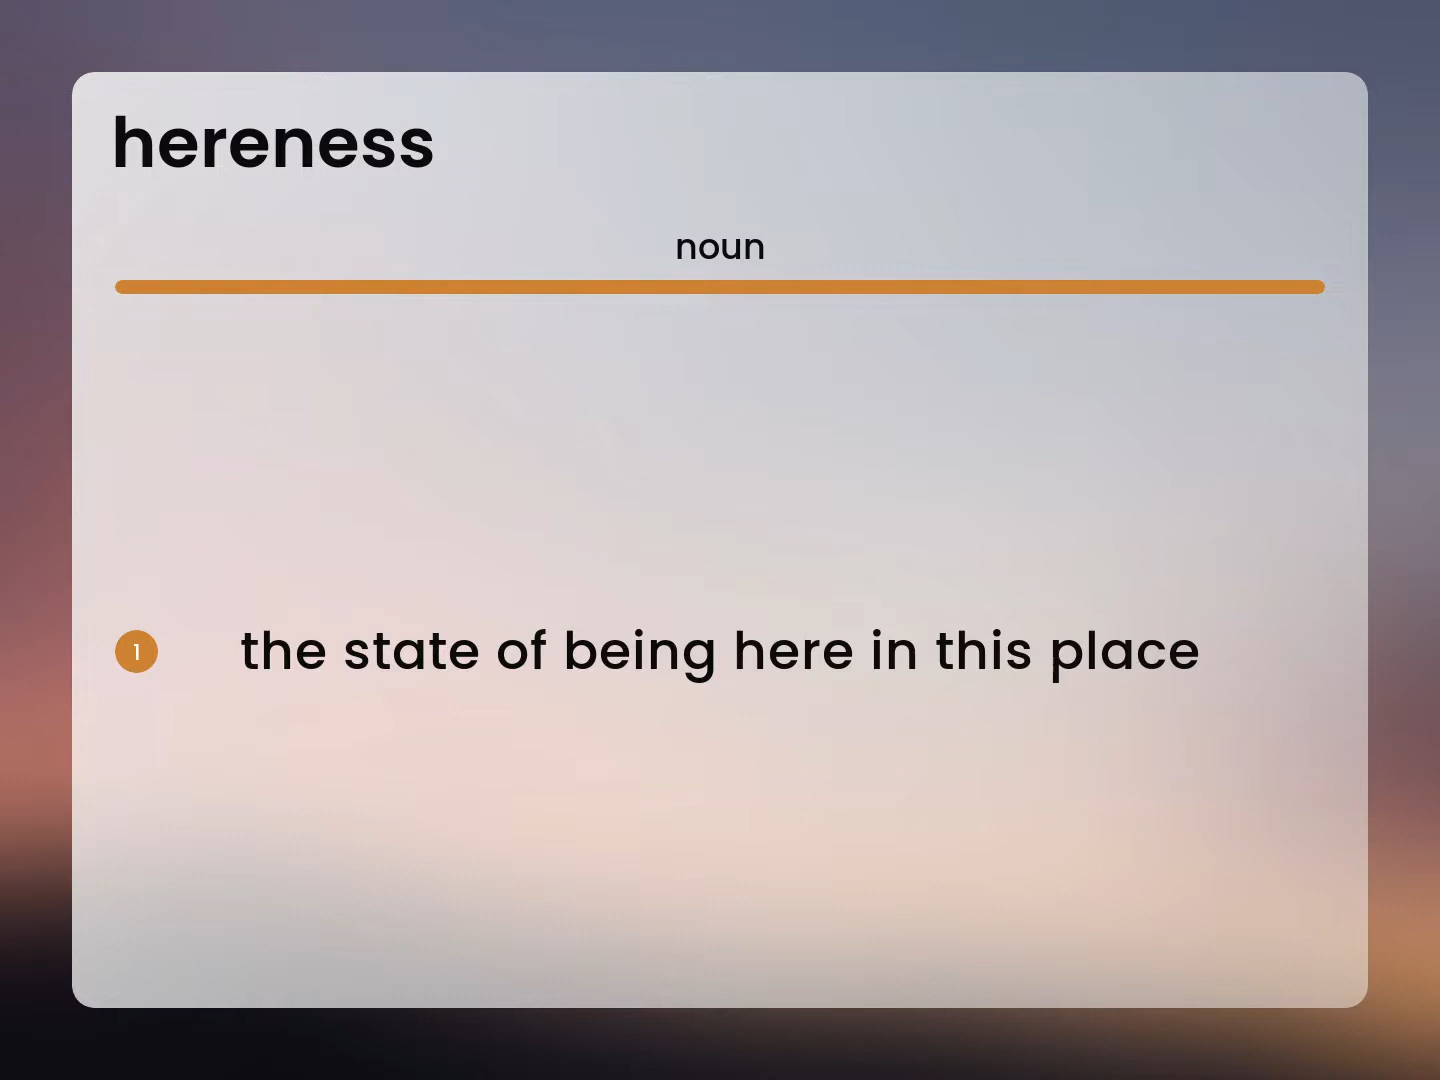 hereness
noun
1 the state of being here in this place